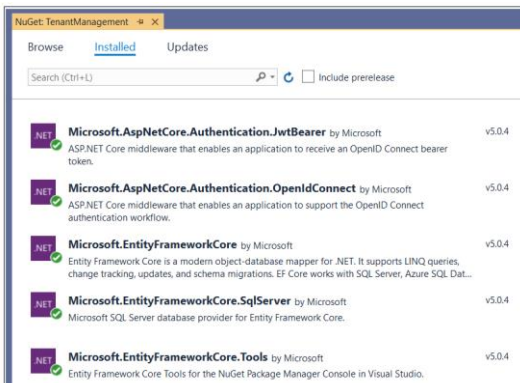 NuGet: TenantManagement
Browse Installed Updates
Search (Ctrl+L) Include prerelease
.NET Microsoft.AspNetCore.Authentication.JwtBearer by Microsoft v5.0.4
ASP.NET Core middleware that enables an application to receive an OpenID Connect bearer
token.
.NET Microsoft.AspNetCore.Authentication.OpenIdConnect by Microsoft v5.0.4
ASP.NET Core middleware that enables an application to support the OpenID Connect
authentication workflow.
.NET Microsoft.EntityFrameworkCore by Microsoft v5.0.4
Entity Framework Core is a modern object-database mapper for .NET. It supports LINQ queries,
change tracking, updates, and schema migrations. EF Core works with SQL Server, Azure SQL Dat...
.NET Microsoft.EntityFrameworkCore.SqlServer by Microsoft v5.0.4
Microsoft SQL Server database provider for Entity Framework Core.
.NET Microsoft.EntityFrameworkCore.Tools by Microsoft v5.0.4
Entity Framework Core Tools for the NuGet Package Manager Console in Visual Studio.